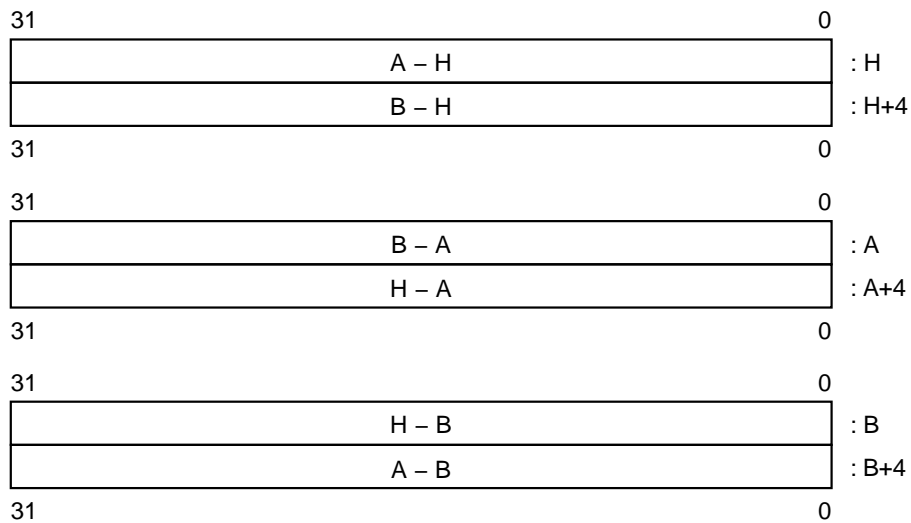 31 0
A – H : H
B – H : H+4
31 0
31 0
B – A : A
H – A : A+4
31 0
31 0
H – B : B
A – B : B+4
31 0